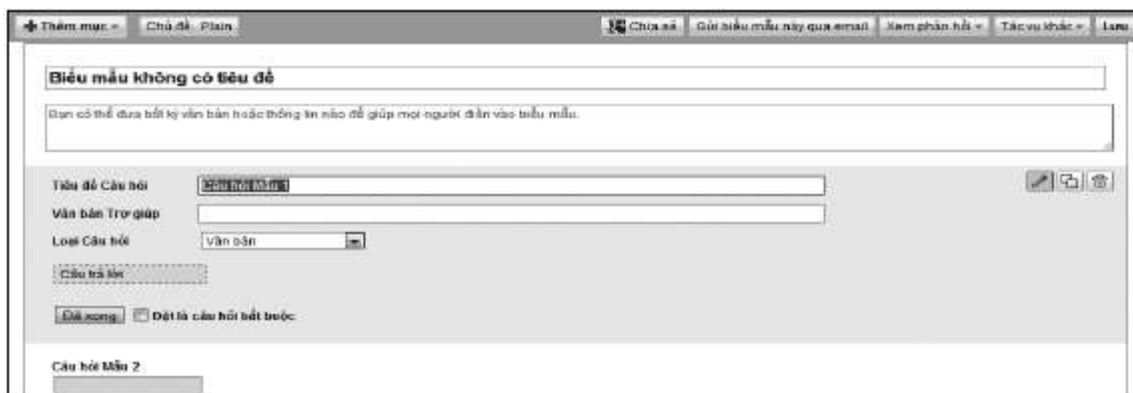 Thêm mục Chủ đề: Plain Chia sẻ Gửi biểu mẫu này qua email Xem phản hồi Tác vụ khác Lưu
Biểu mẫu không có tiêu đề
Bạn có thể đưa bất kỳ văn bản hoặc thông tin nào để giúp mọi người điền vào biểu mẫu.
Tiêu đề Câu hỏi Câu hỏi Mẫu 1
Văn bản Trợ giúp
Loại Câu hỏi Văn bản
Câu trả lời
Đã xong Đặt là câu hỏi bắt buộc
Câu hỏi Mẫu 2